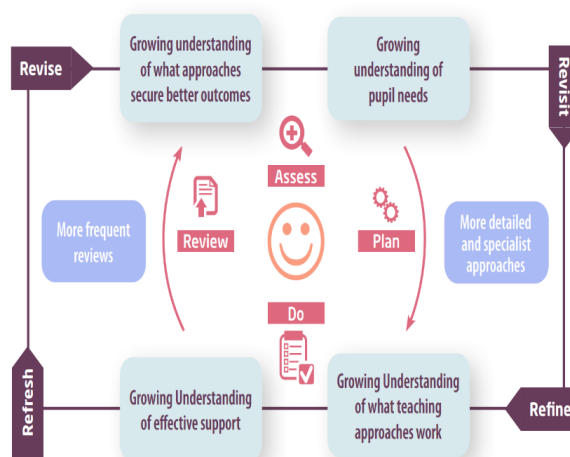 Revise
Growing understanding
of what approaches
secure better outcomes
Growing
understanding of
pupil needs
Revisit
Assess
More frequent
reviews
Review
Plan
More detailed
and specialist
approaches
Do
Refresh
Growing Understanding
of effective support
Growing Understanding
of what teaching
approaches work
Refine